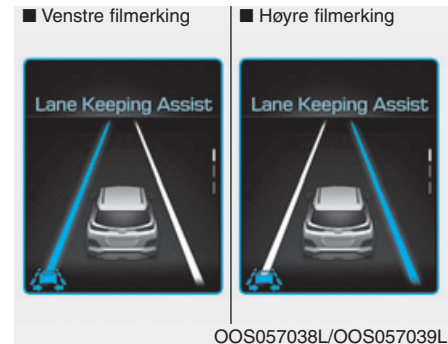 ■ Venstre filmerking
■ Høyre filmerking
Lane Keeping Assist
Lane Keeping Assist
OOS057038L/OOS057039L